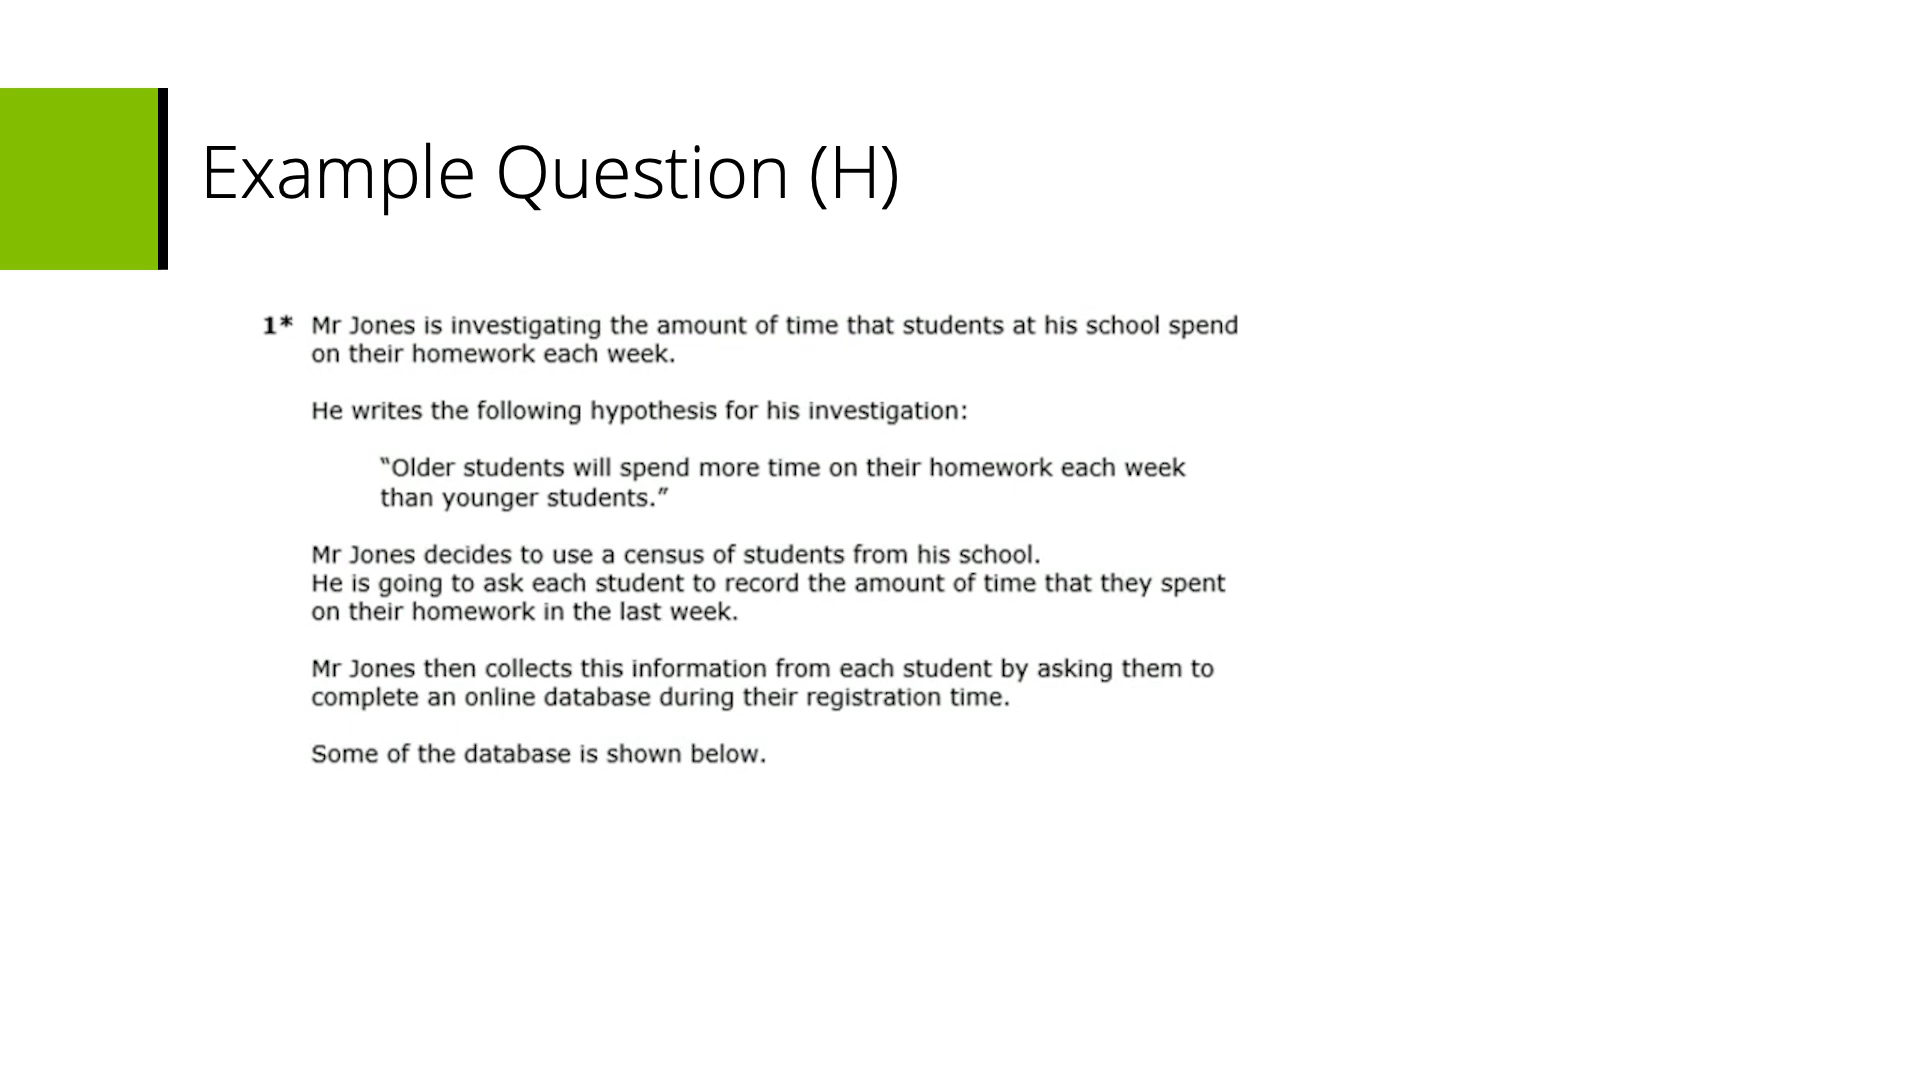 Example Question (H)
1* Mr Jones is investigating the amount of time that students at his school spend
on their homework each week.
He writes the following hypothesis for his investigation:
“Older students will spend more time on their homework each week
than younger students.”
Mr Jones decides to use a census of students from his school.
He is going to ask each student to record the amount of time that they spent
on their homework in the last week.
Mr Jones then collects this information from each student by asking them to
complete an online database during their registration time.
Some of the database is shown below.